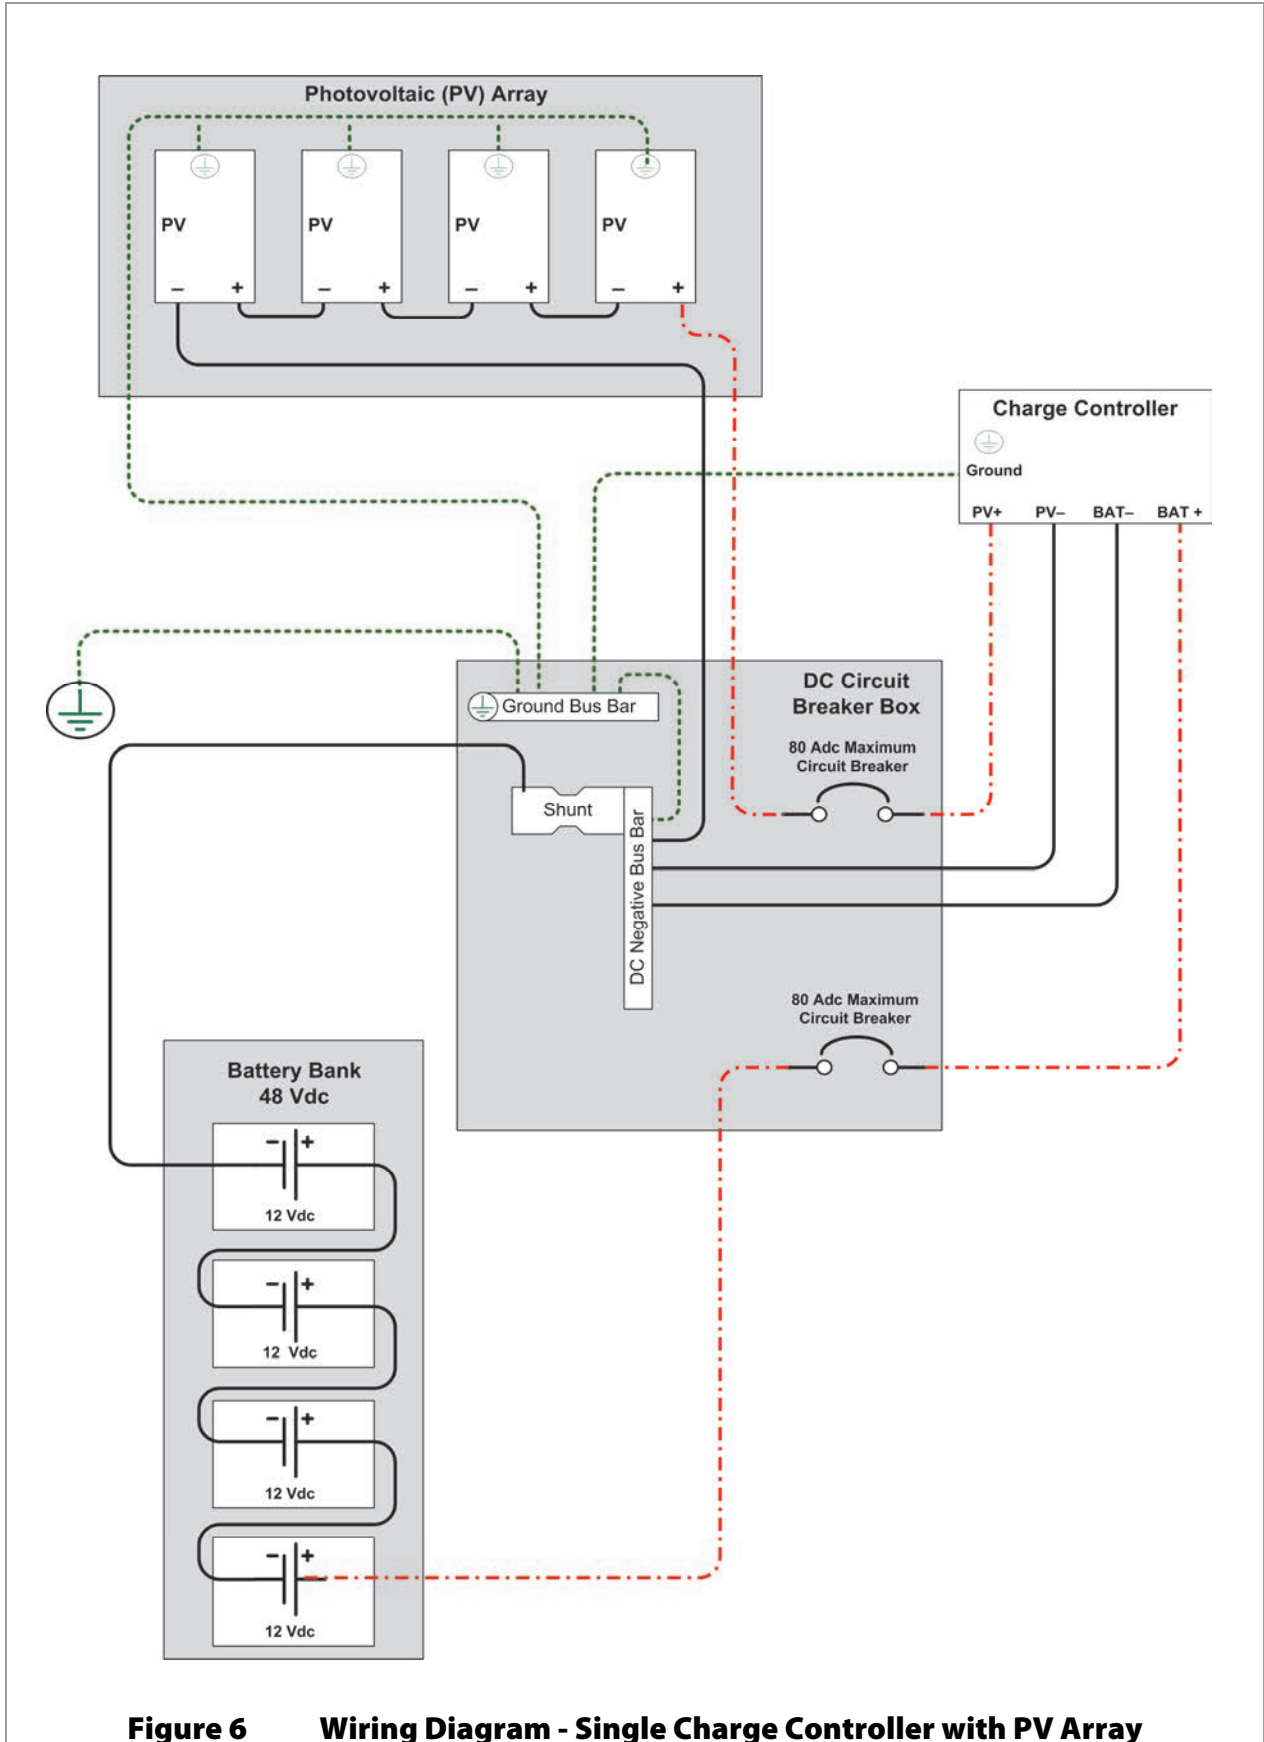 Photovoltaic (PV) Array
PV
PV
PV
PV
– + – + – + – +
Charge Controller
Ground
PV+ PV– BAT– BAT +
DC Circuit
Breaker Box
Ground Bus Bar
80 Adc Maximum
Circuit Breaker
Shunt
DC Negative Bus Bar
80 Adc Maximum
Circuit Breaker
Battery Bank
48 Vdc
– +
12 Vdc
– +
12 Vdc
– +
12 Vdc
– +
12 Vdc
Figure 6 Wiring Diagram - Single Charge Controller with PV Array